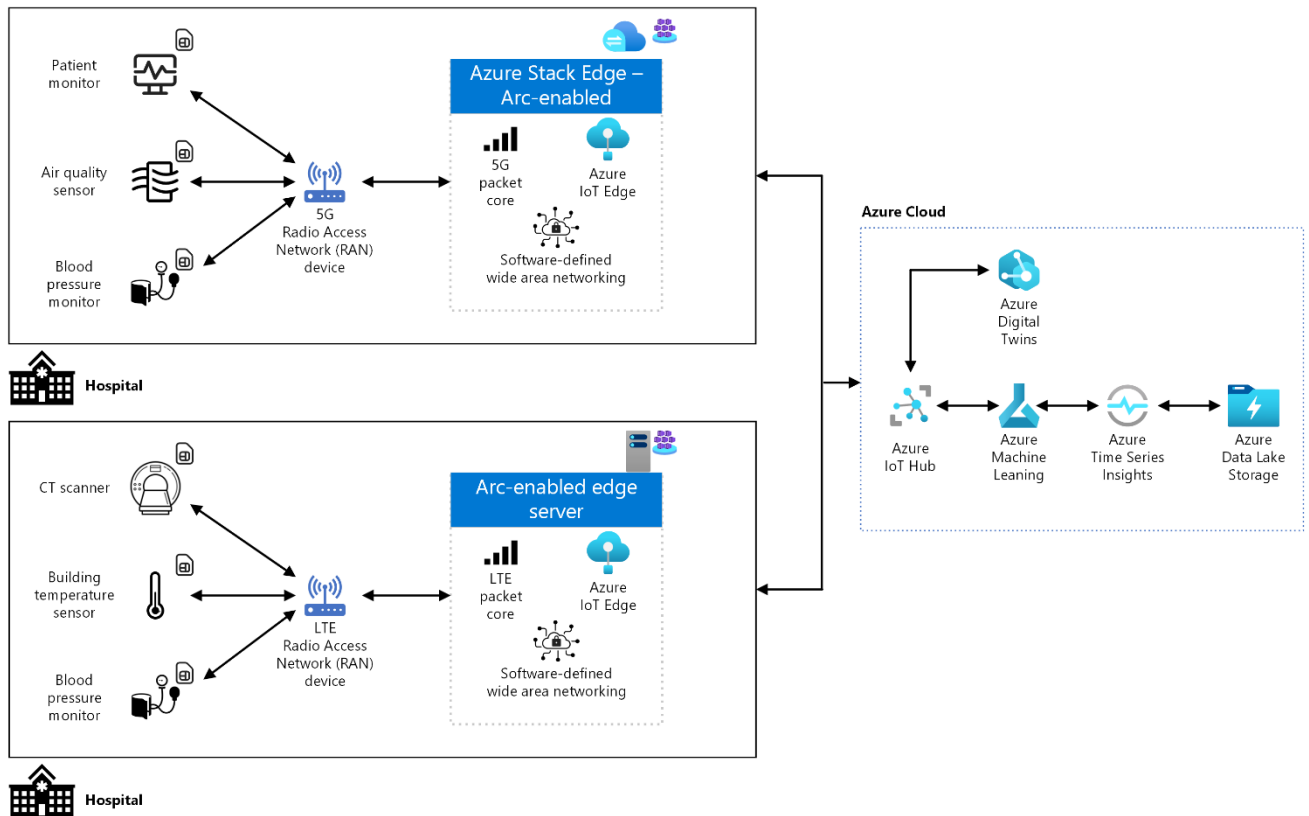 Patient
monitor
Air quality
sensor
Blood
pressure
monitor
5G
Radio Access
Network (RAN)
device
Azure Stack Edge –
Arc-enabled
5G
packet
core
Azure
IoT Edge
Software-defined
wide area networking
Hospital
CT scanner
Building
temperature
sensor
Blood
pressure
monitor
LTE
Radio Access
Network (RAN)
device
Arc-enabled edge
server
LTE
packet
core
Azure
IoT Edge
Software-defined
wide area networking
Hospital
Azure Cloud
Azure
Digital
Twins
Azure
IoT Hub
Azure
Machine
Leaning
Azure
Time Series
Insights
Azure
Data Lake
Storage